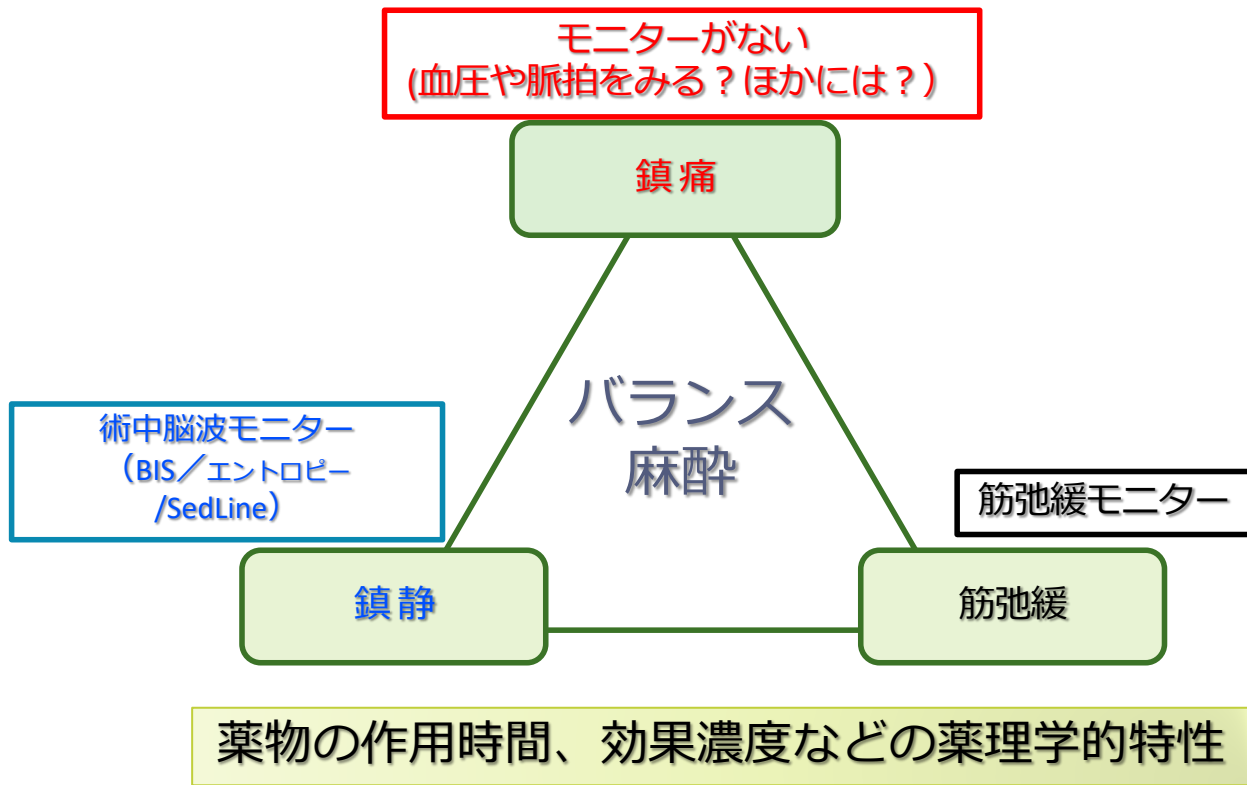 モニターがない
(血圧や脈拍をみる？ほかには？）
鎮痛
バランス
麻酔
術中脳波モニター
（BIS／エントロピー
/SedLine）
筋弛緩モニター
鎮静
筋弛緩
薬物の作用時間、効果濃度などの薬理学的特性